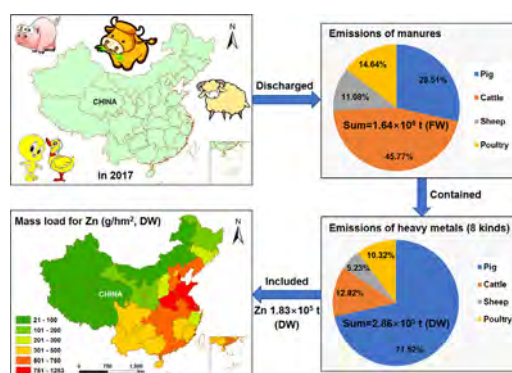 CHINA
N
in 2017
Discharged
Emissions of manures
14.64%
28.51%
11.08%
Sum=1.64×10⁹ t (FW)
45.77%
Pig
Cattle
Sheep
Poultry
Contained
Emissions of heavy metals (8 kinds)
10.32%
5.23%
12.92%
Sum=2.86×10⁵ t (DW)
71.52%
Pig
Cattle
Sheep
Poultry
Included
Zn 1.83×10⁵ t
(DW)
Mass load for Zn (g/hm², DW)
N
CHINA
21 - 100
101 - 200
201 - 300
301 - 500
501 - 750
751 - 1253